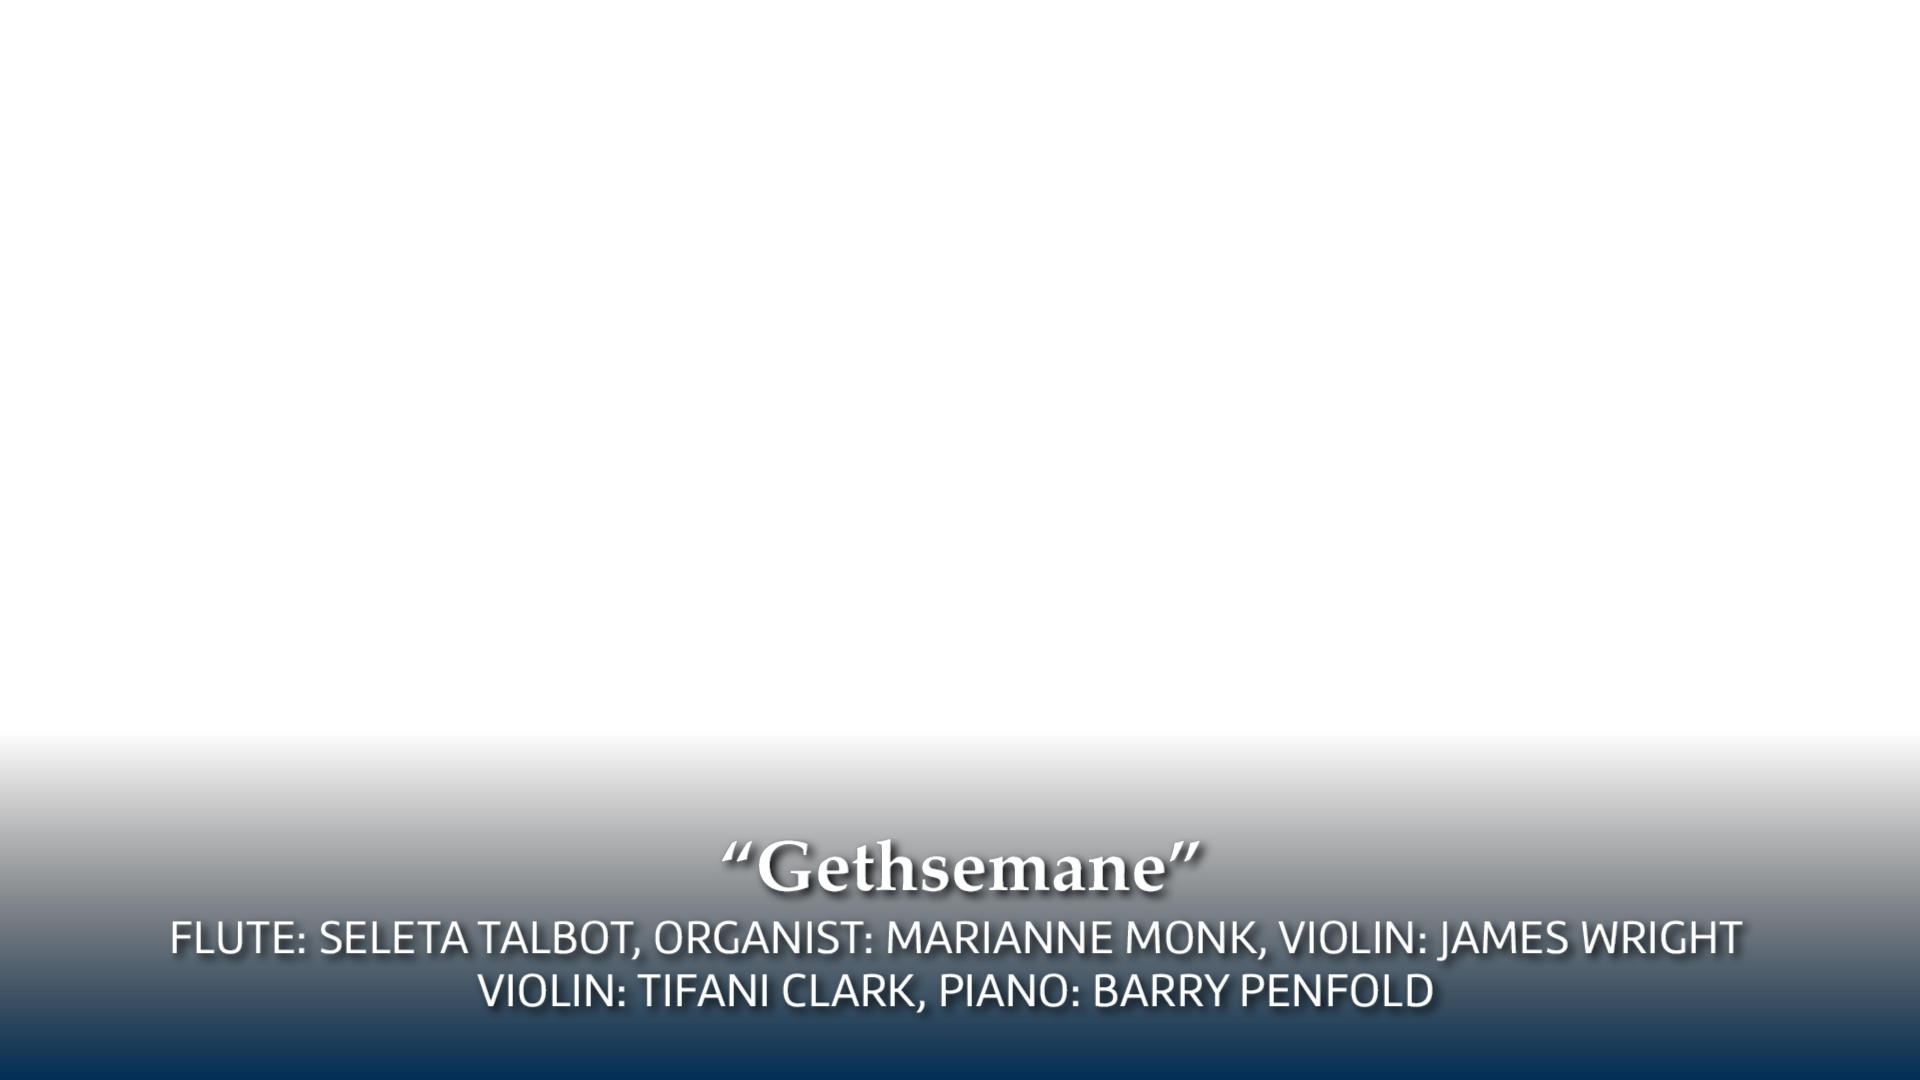 “Gethsemane”
FLUTE: SELETA TALBOT, ORGANIST: MARIANNE MONK, VIOLIN: JAMES WRIGHT
VIOLIN: TIFANI CLARK, PIANO: BARRY PENFOLD